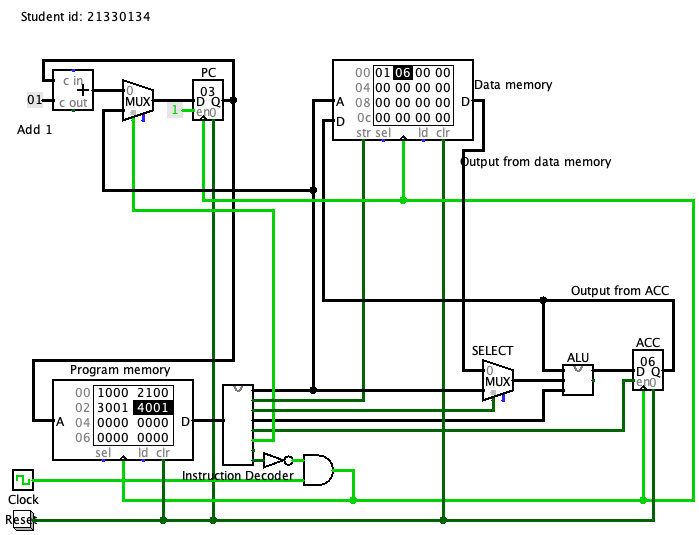 Student id: 21330134
PC
c in
+
c out
01
Add 1
0
MUX
03
D Q
en 0
1
00 01 06 00 00
04 00 00 00 00
08 00 00 00 00
0c 00 00 00 00
A
D
D
str sel ld clr
Data memory
Output from data memory
Output from ACC
SELECT
0
MUX
ALU
ACC
06
D Q
en 0
Program memory
00 1000 2100
02 3001 4001
04 0000 0000
06 0000 0000
A
D
sel ld clr
Instruction Decoder
Clock
Reset